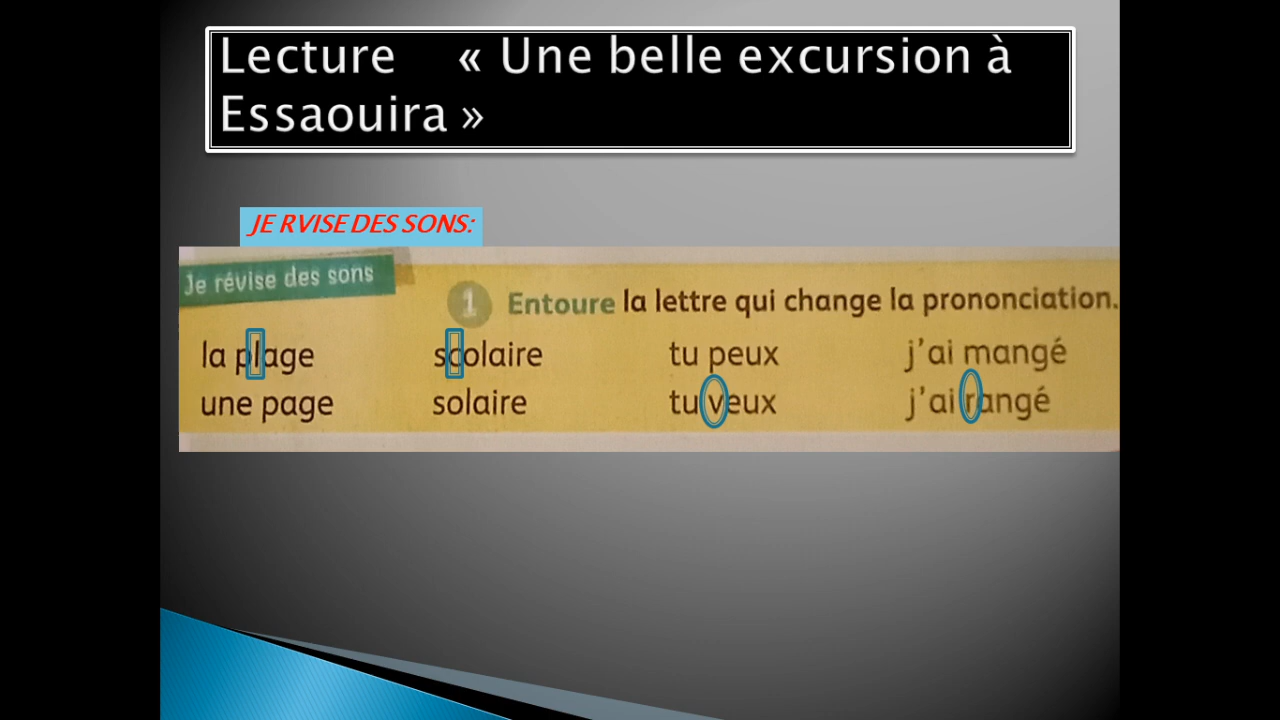 Lecture « Une belle excursion à
Essaouira »
JE RVISE DES SONS:
Je révise des sons
1 Entoure la lettre qui change la prononciation.
la plage scolaire tu peux j'ai mangé
une page solaire tu veux j'ai rangé